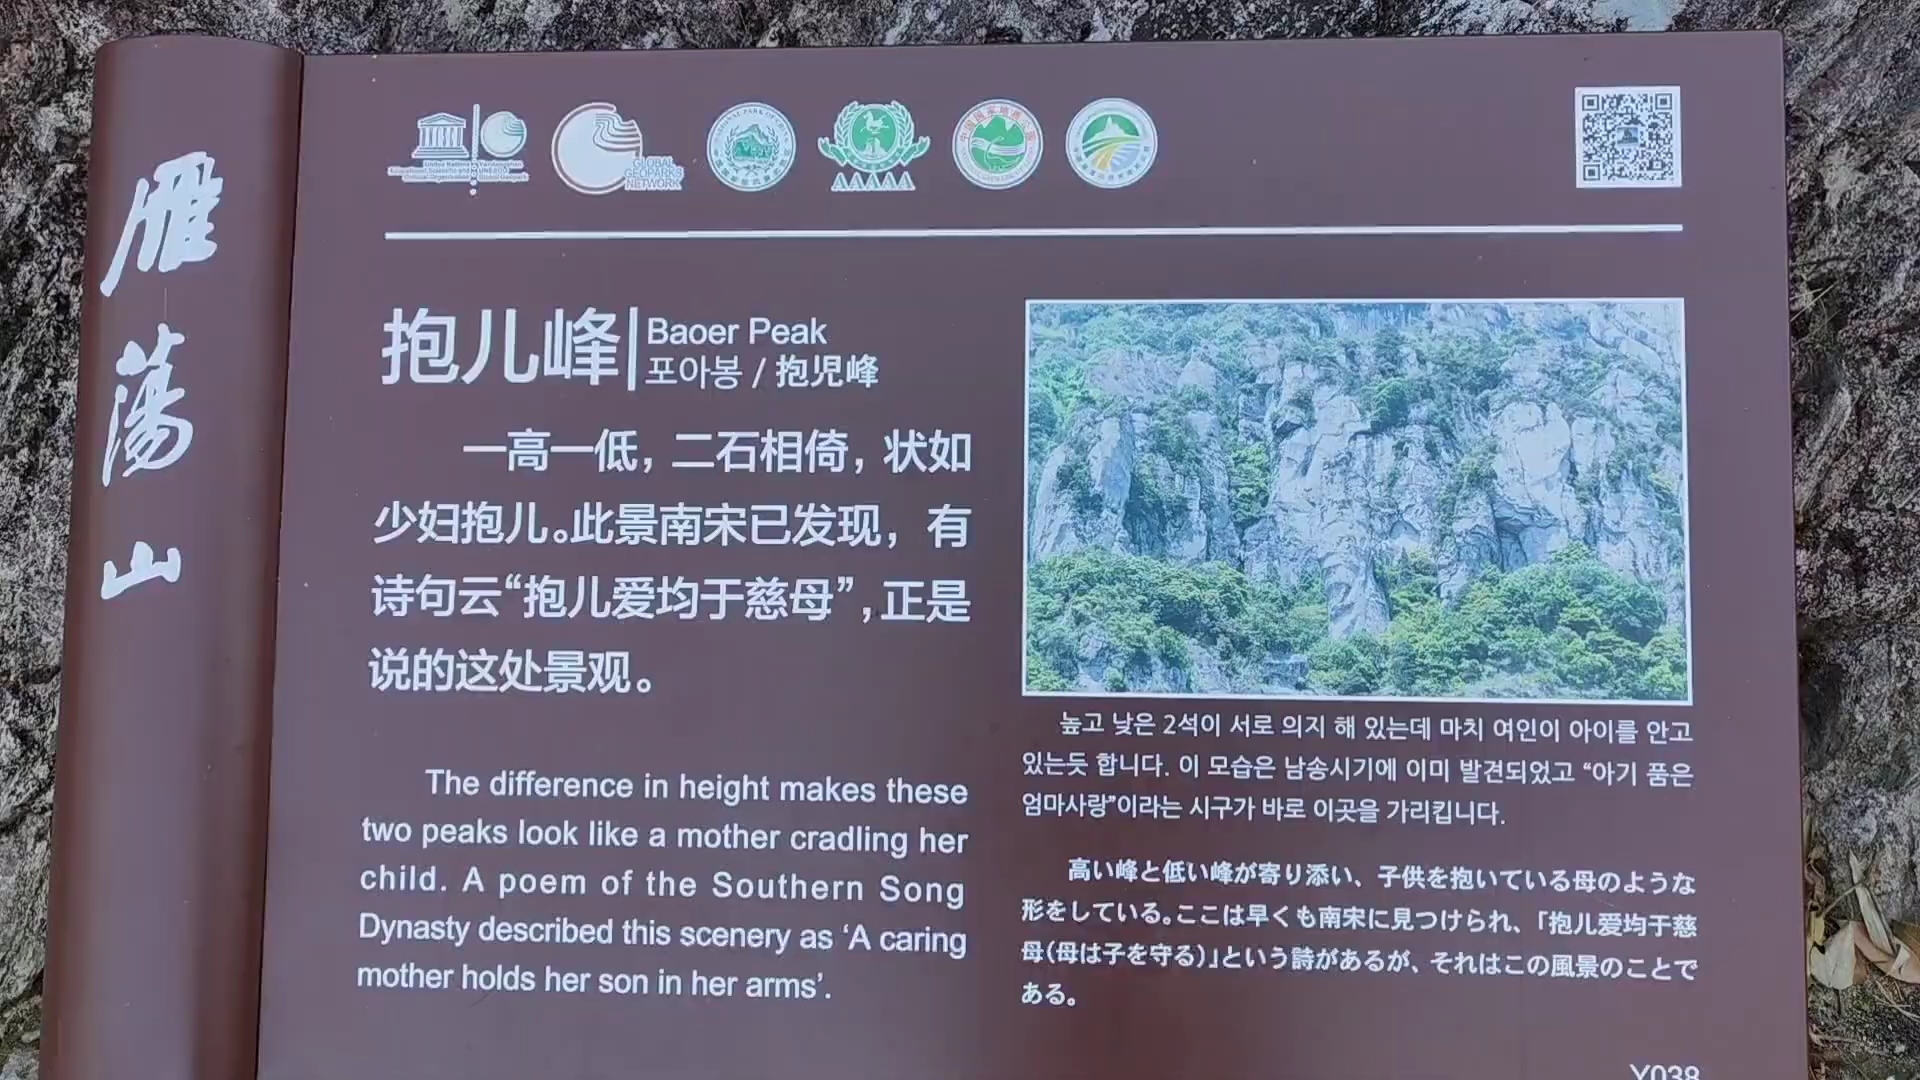 雁荡山
GLOBAL
GEOPARKS
NETWORK
AAAAA
抱儿峰
Baoer Peak
포아봉 / 抱児峰
一高一低，二石相倚，状如
少妇抱儿。此景南宋已发现，有
诗句云“抱儿爱均于慈母”，正是
说的这处景观。
The difference in height makes these
two peaks look like a mother cradling her
child. A poem of the Southern Song
Dynasty described this scenery as ‘A caring
mother holds her son in her arms’.
높고 낮은 2석이 서로 의지 해 있는데 마치 여인이 아이를 안고
있는듯 합니다. 이 모습은 남송시기에 이미 발견되었고 “아기 품은
엄마사랑”이라는 시구가 바로 이곳을 가리킵니다.
高い峰と低い峰が寄り添い、子供を抱いている母のような
形をしている。ここは早くも南宋に見つけられ、「抱儿爱均于慈
母(母は子を守る)」という詩があるが、それはこの風景のことで
ある。
Y038